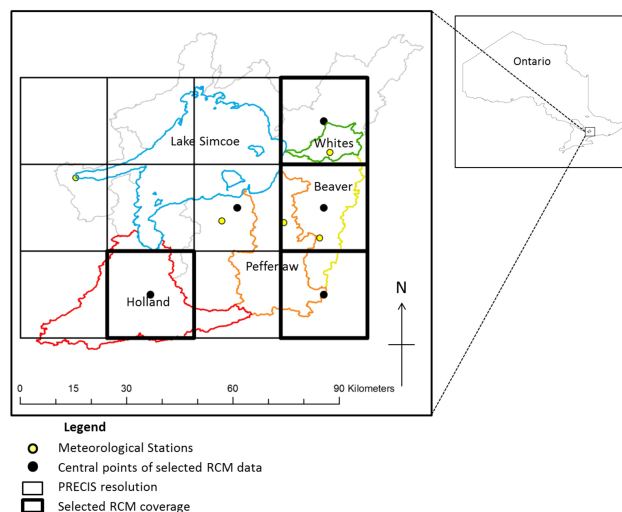 Ontario
Lake Simcoe
Whites
Beaver
Pefferlaw
Holland
N
0 15 30 60 90 Kilometers
Legend
Meteorological Stations
Central points of selected RCM data
PRECIS resolution
Selected RCM coverage